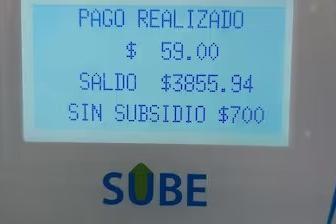 PAGO REALIZADO
$ 59.00
SALDO $3855.94
SIN SUBSIDIO $700
SUBE